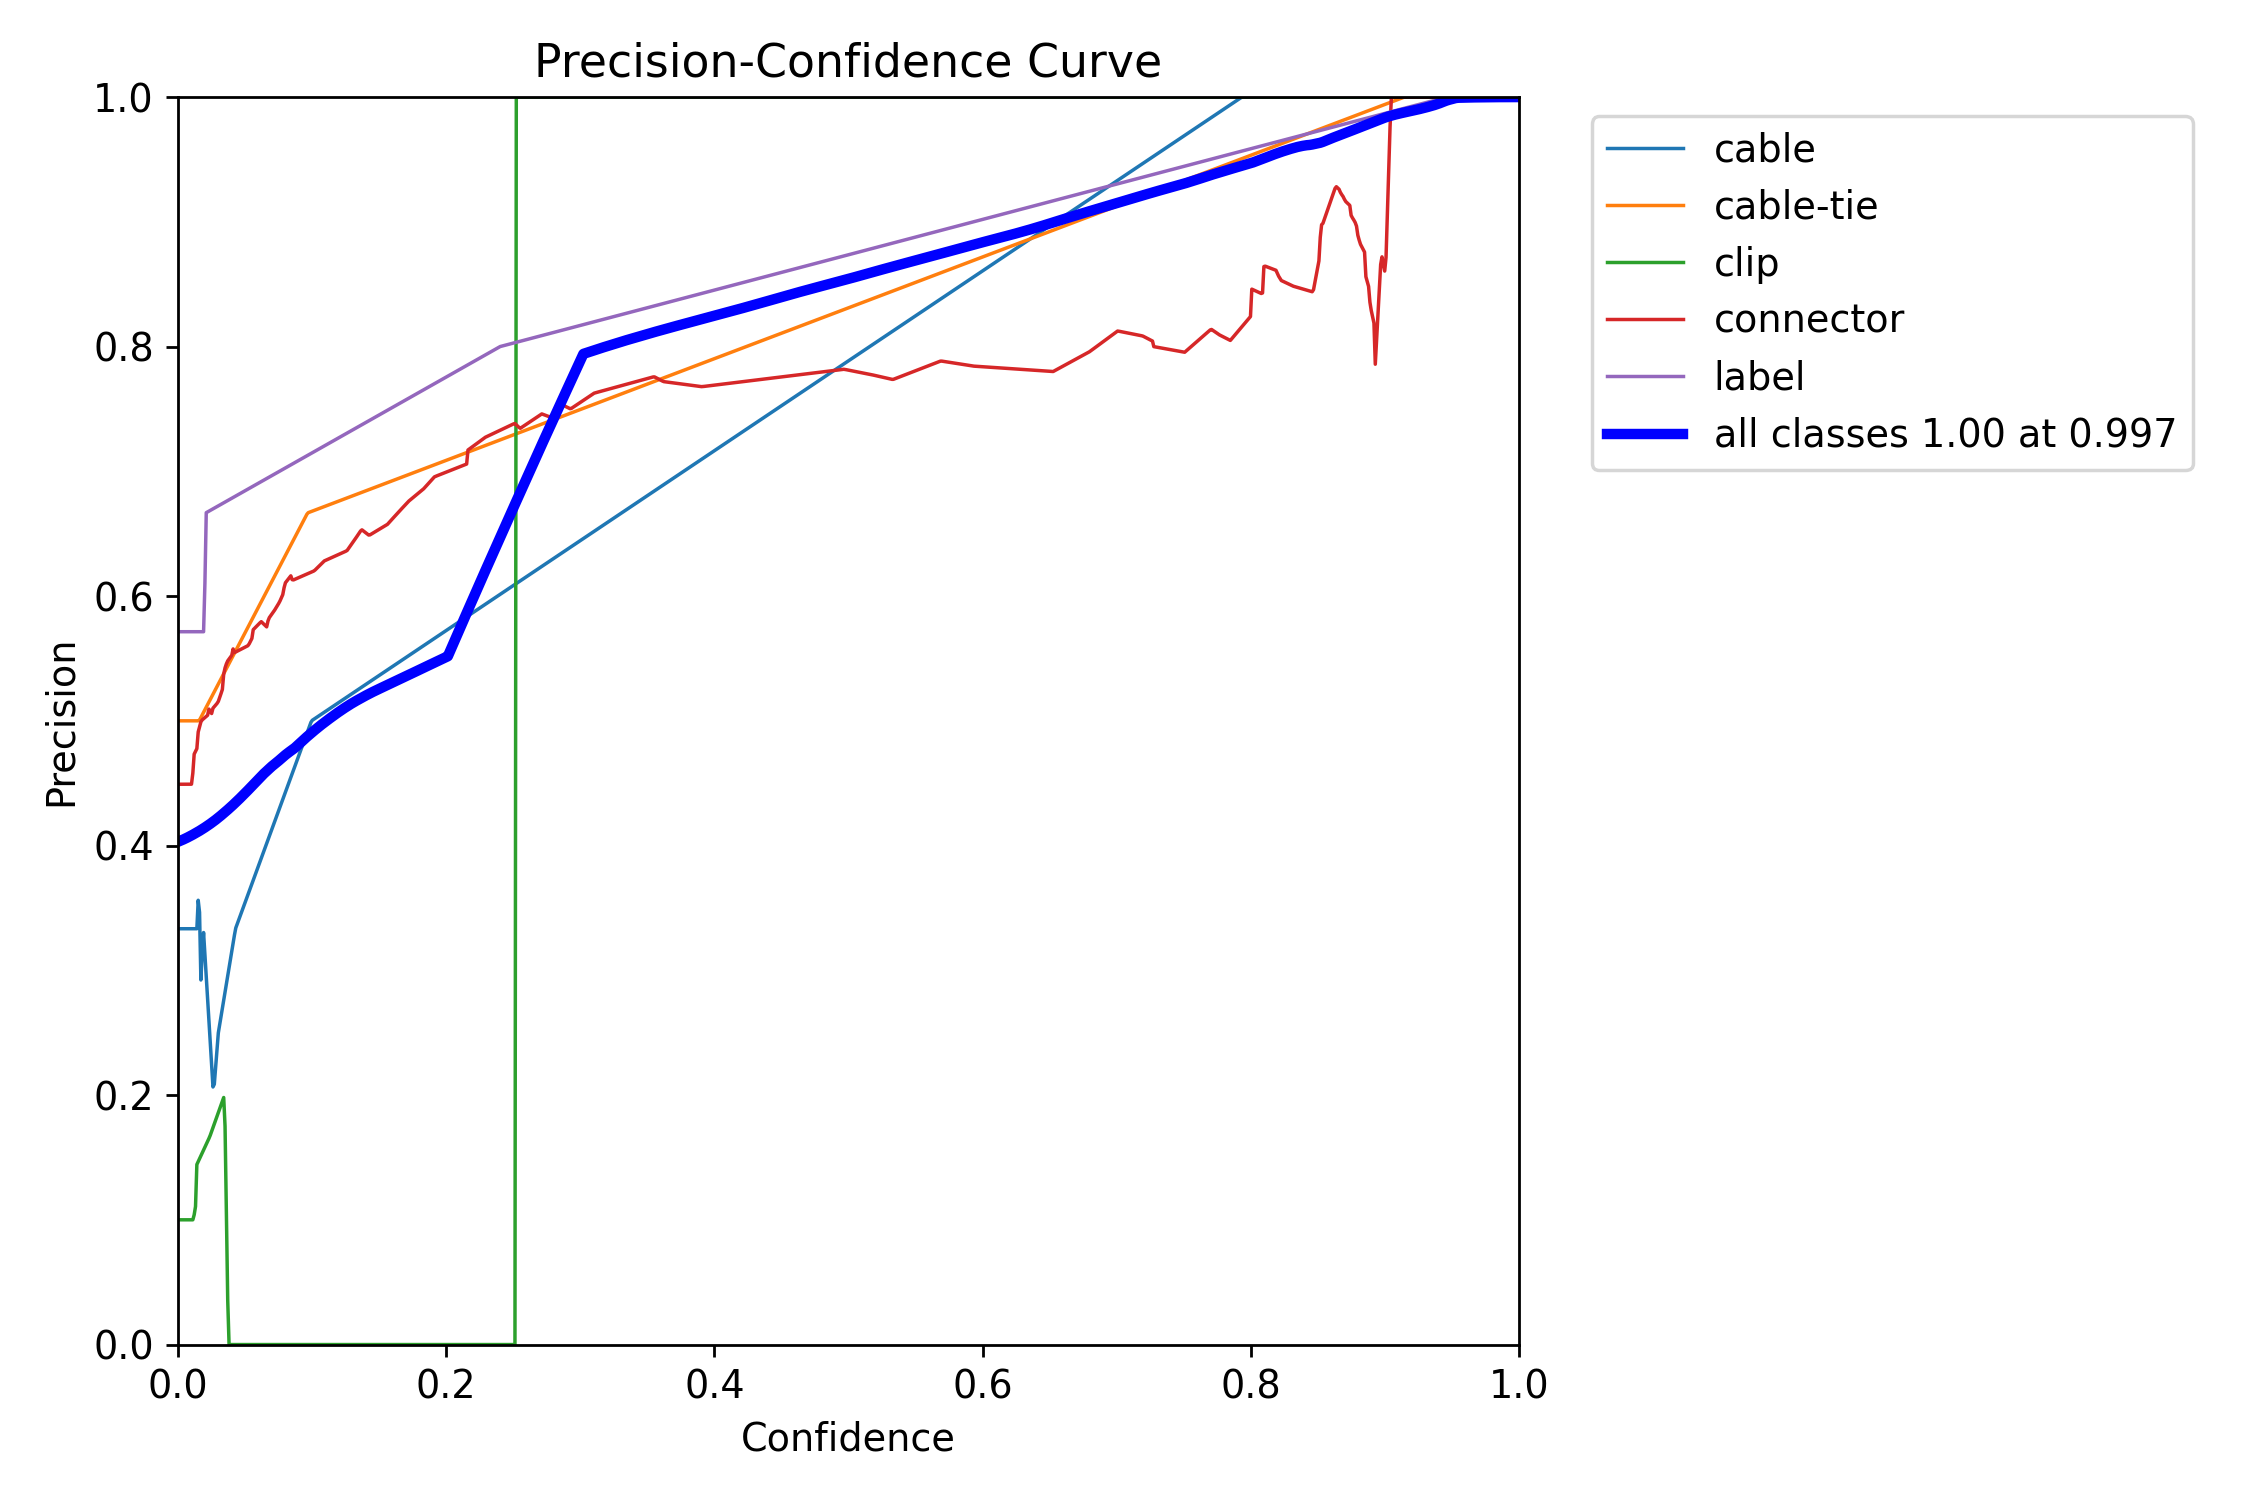 Precision-Confidence Curve
1.0
0.8
0.6
0.4
0.2
0.0
Precision
0.0 0.2 0.4 0.6 0.8 1.0
Confidence
cable
cable-tie
clip
connector
label
all classes 1.00 at 0.997